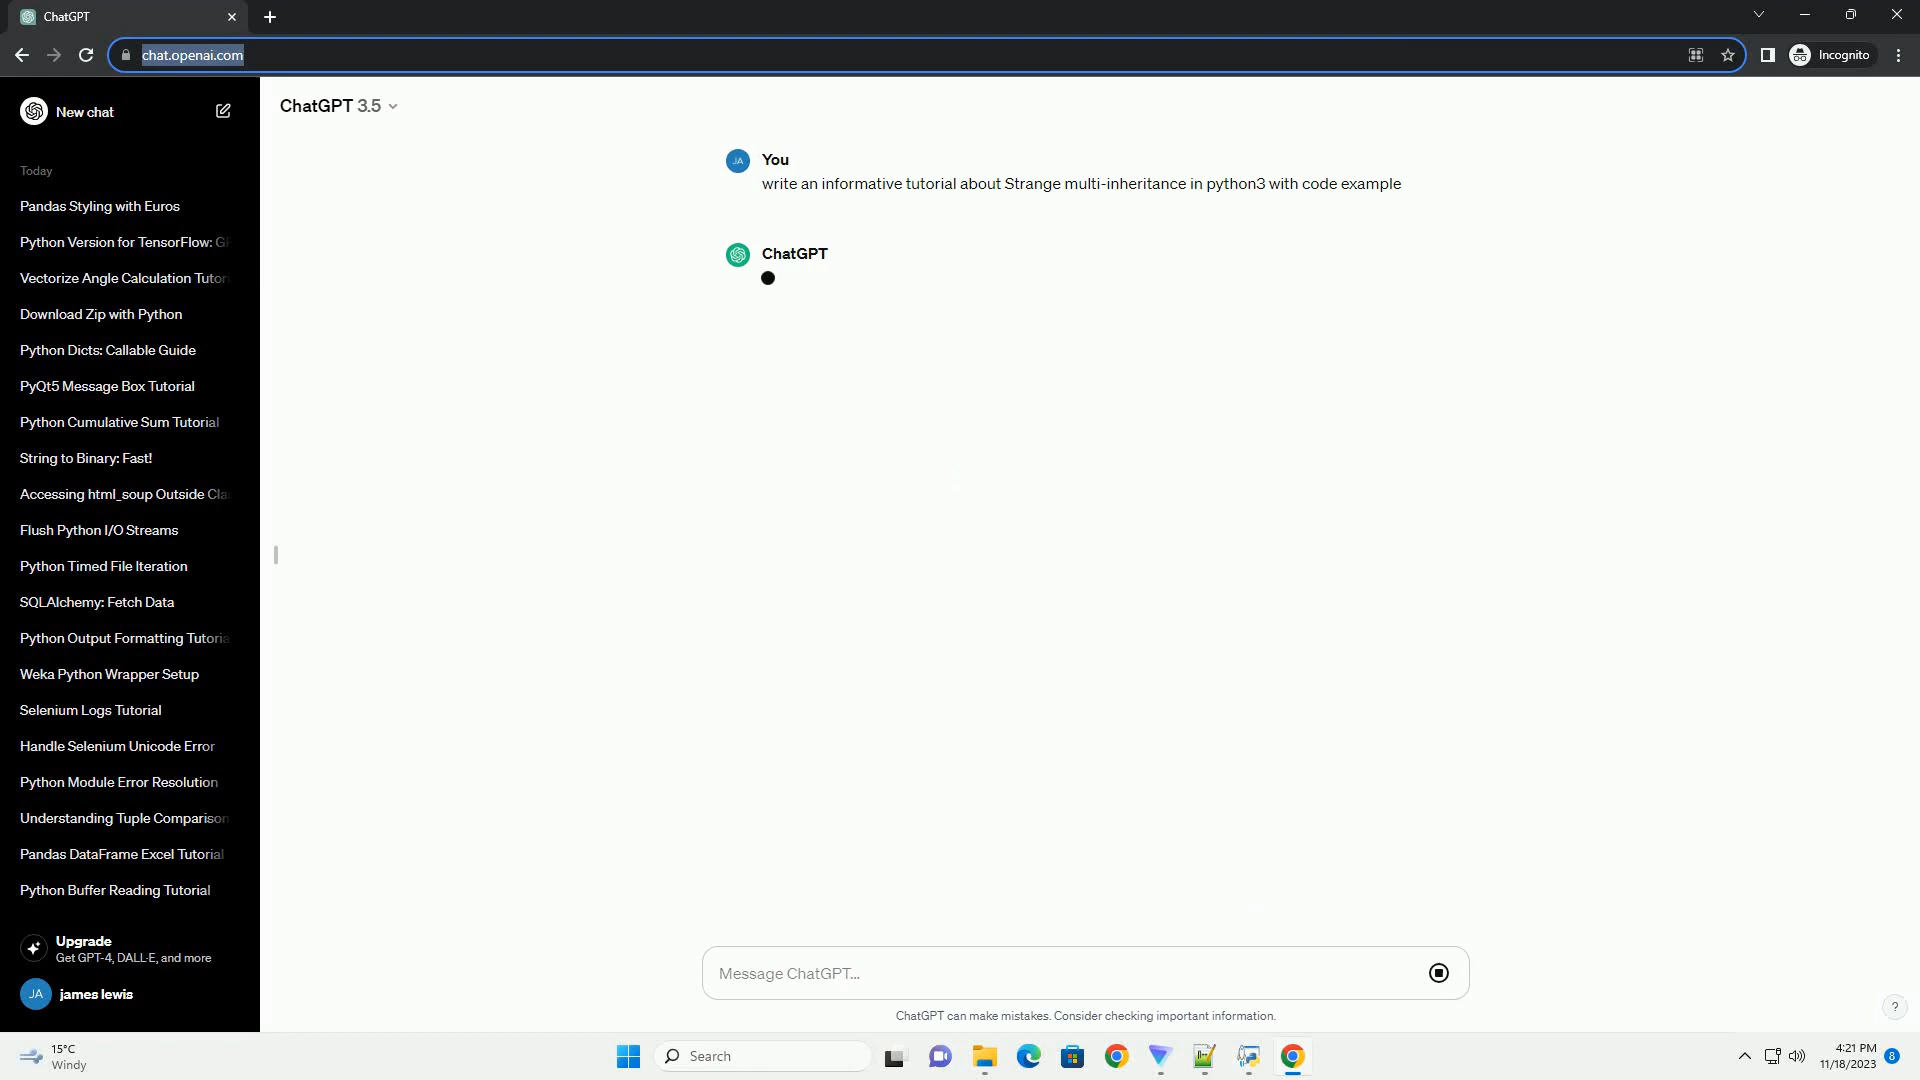 ChatGPT
chat.openai.com
Incognito
New chat
ChatGPT 3.5
Today
Pandas Styling with Euros
Python Version for TensorFlow: G
Vectorize Angle Calculation Tutor
Download Zip with Python
Python Dicts: Callable Guide
PyQt5 Message Box Tutorial
Python Cumulative Sum Tutorial
String to Binary: Fast!
Accessing html_soup Outside Cla
Flush Python I/O Streams
Python Timed File Iteration
SQLAlchemy: Fetch Data
Python Output Formatting Tutoria
Weka Python Wrapper Setup
Selenium Logs Tutorial
Handle Selenium Unicode Error
Python Module Error Resolution
Understanding Tuple Comparison
Pandas DataFrame Excel Tutorial
Python Buffer Reading Tutorial
Upgrade
Get GPT-4, DALL·E, and more
JA james lewis
JA You
write an informative tutorial about Strange multi-inheritance in python3 with code example
ChatGPT
Message ChatGPT...
ChatGPT can make mistakes. Consider checking important information.
?
15°C
Windy
Search
4:21 PM
11/18/2023
8